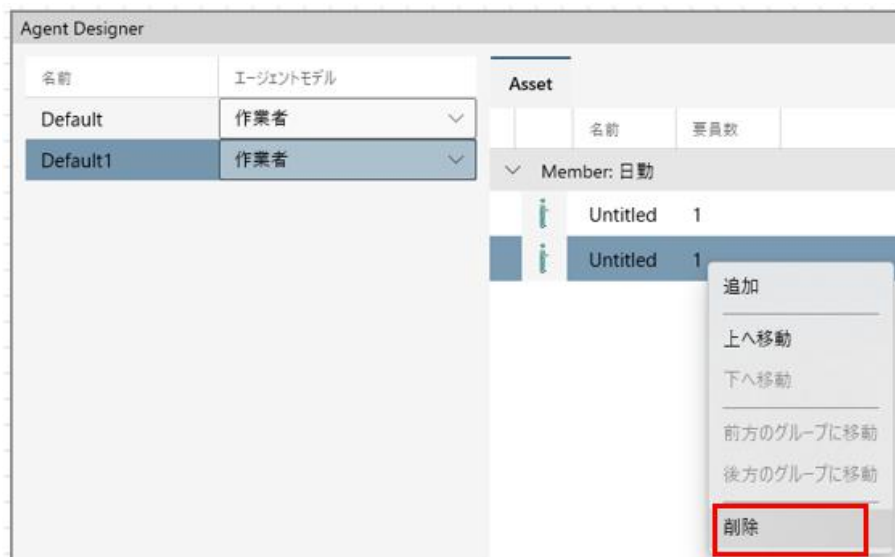 Agent Designer
名前 エージェントモデル
Default 作業者
Default1 作業者
Asset
名前 要員数
Member: 日勤
Untitled 1
Untitled 1
追加
上へ移動
下へ移動
前方のグループに移動
後方のグループに移動
削除